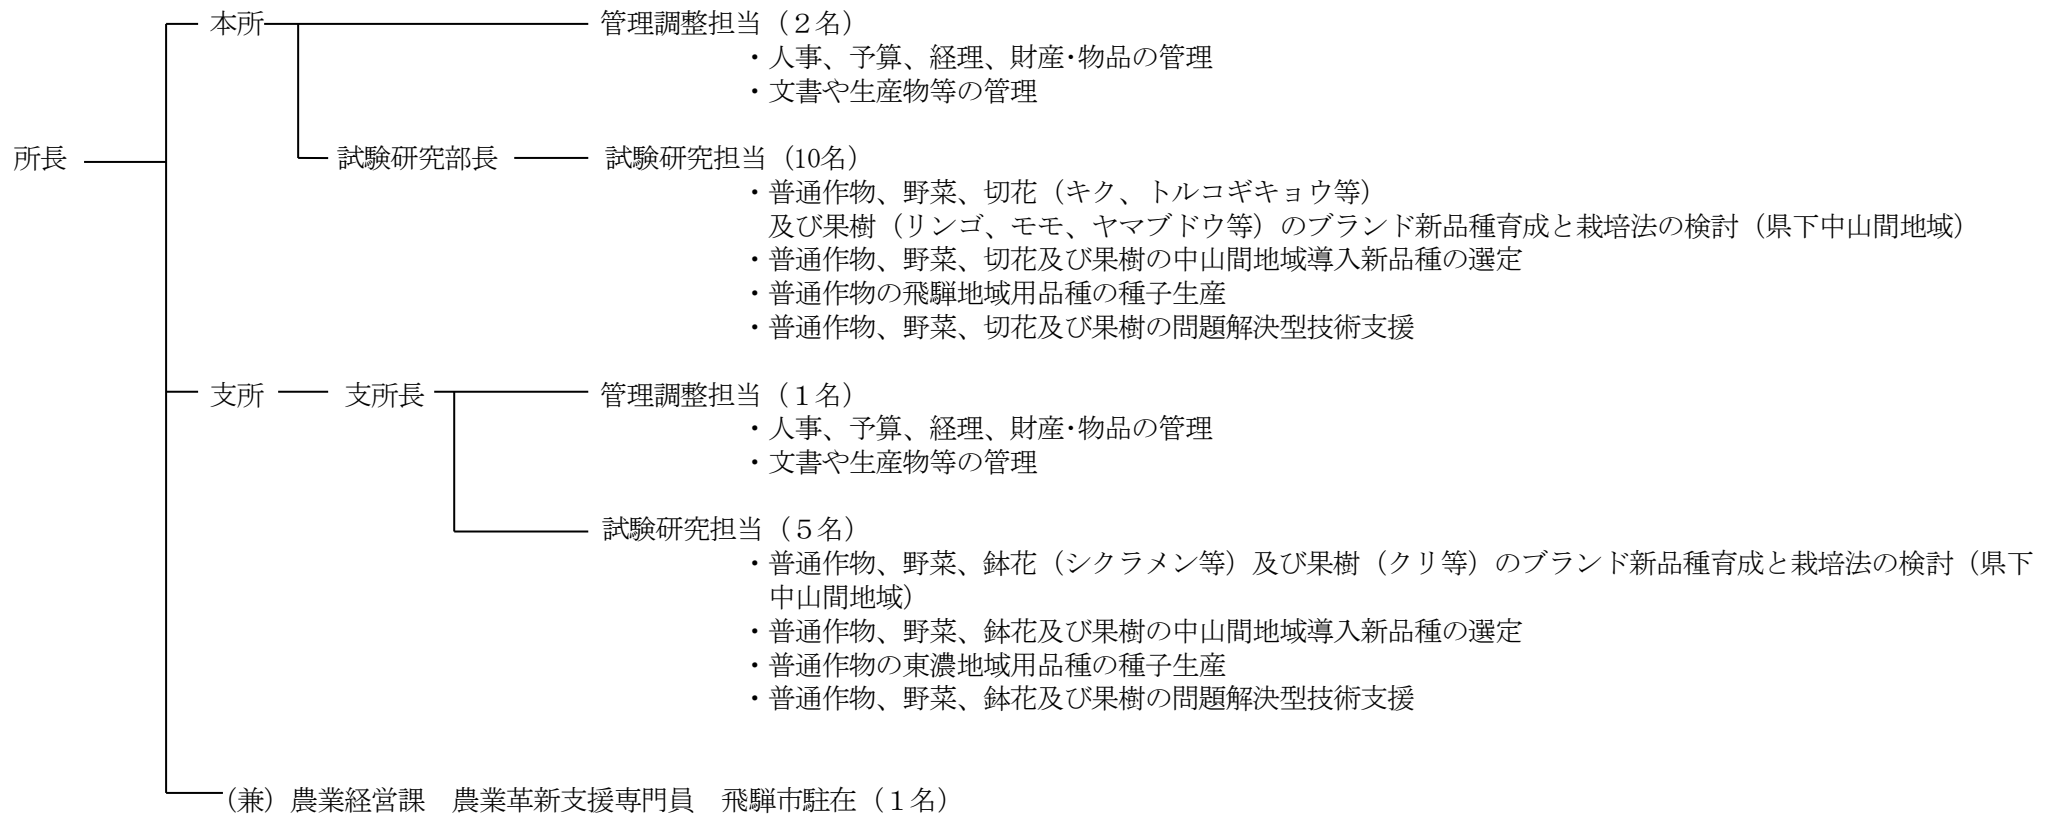 本所 管理調整担当（２名）
・人事、予算、経理、財産･物品の管理
・文書や生産物等の管理
所長 試験研究部長 試験研究担当（10名）
・普通作物、野菜、切花（キク、トルコギキョウ等）
及び果樹（リンゴ、モモ、ヤマブドウ等）のブランド新品種育成と栽培法の検討（県下中山間地域）
・普通作物、野菜、切花及び果樹の中山間地域導入新品種の選定
・普通作物の飛騨地域用品種の種子生産
・普通作物、野菜、切花及び果樹の問題解決型技術支援
支所 支所長 管理調整担当（１名）
・人事、予算、経理、財産･物品の管理
・文書や生産物等の管理
試験研究担当（５名）
・普通作物、野菜、鉢花（シクラメン等）及び果樹（クリ等）のブランド新品種育成と栽培法の検討（県下
中山間地域）
・普通作物、野菜、鉢花及び果樹の中山間地域導入新品種の選定
・普通作物の東濃地域用品種の種子生産
・普通作物、野菜、鉢花及び果樹の問題解決型技術支援
（兼）農業経営課　農業革新支援専門員　飛騨市駐在（１名）